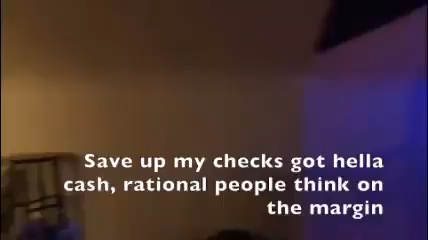 Save up my checks got hella
cash, rational people think on
the margin